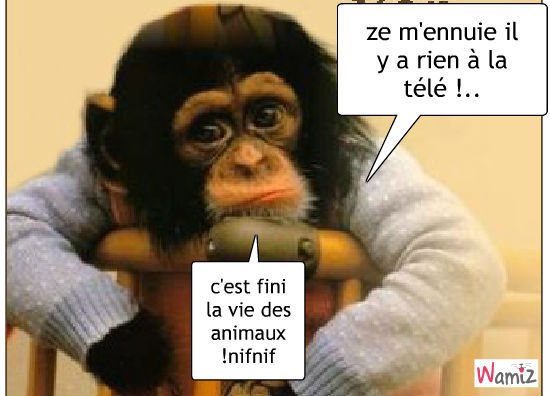 ze m'ennuie il
y a rien à la
télé !..
c'est fini
la vie des
animaux
!nifnif
Wamiz